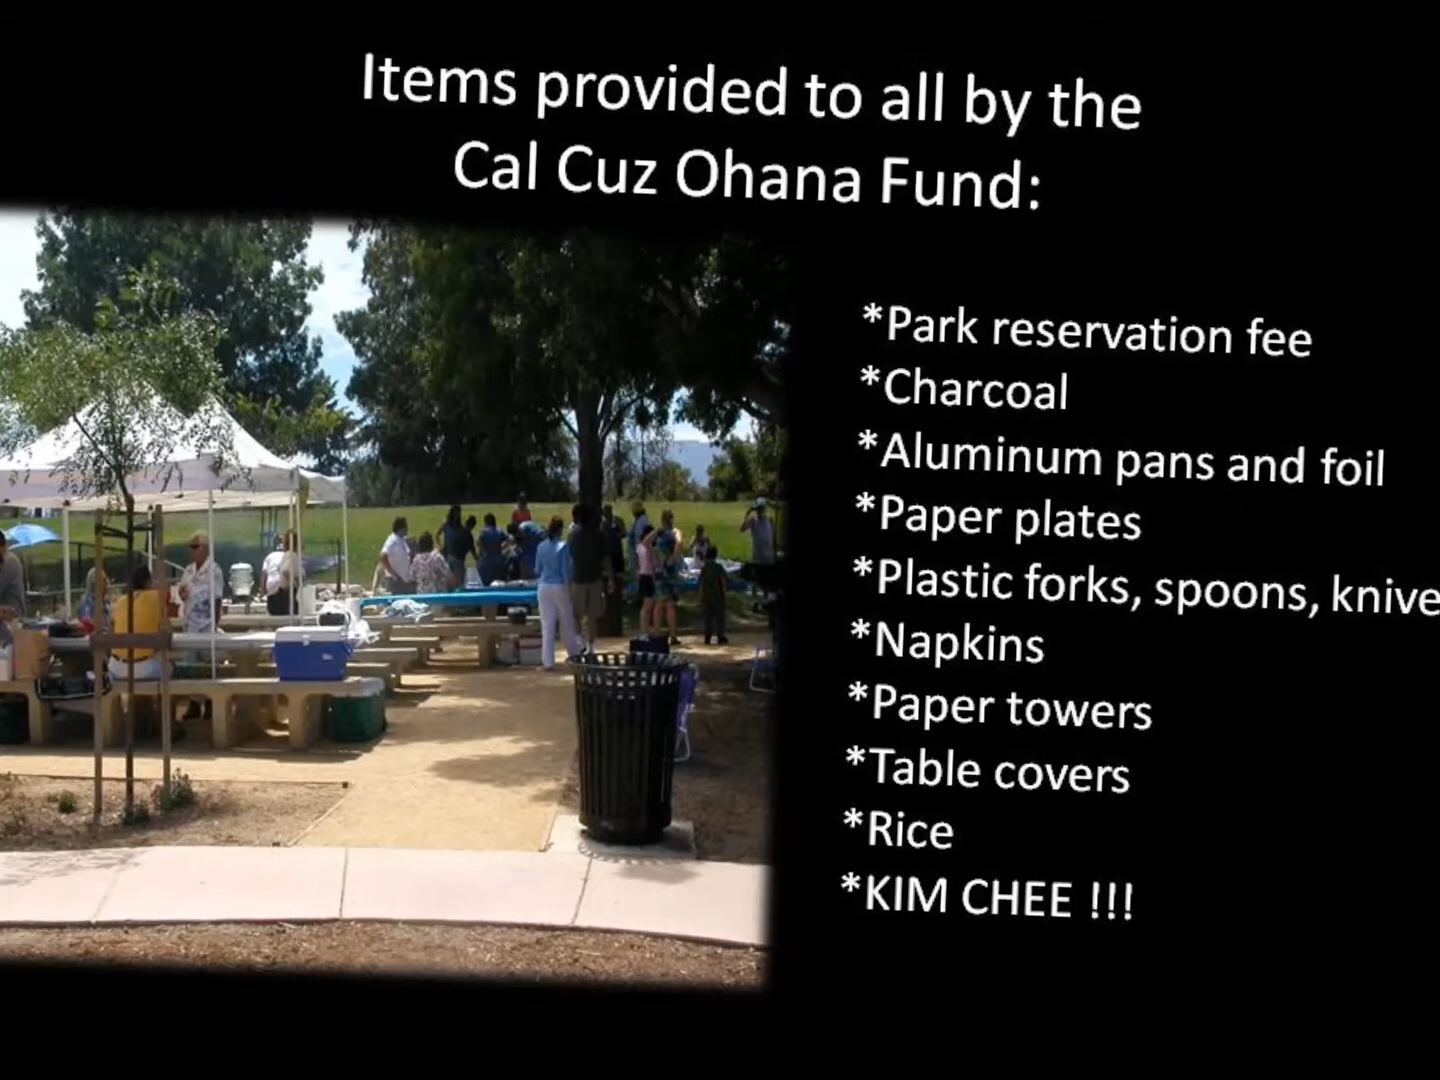 Items provided to all by the
Cal Cuz Ohana Fund:
*Park reservation fee
*Charcoal
*Aluminum pans and foil
*Paper plates
*Plastic forks, spoons, knive
*Napkins
*Paper towers
*Table covers
*Rice
*KIM CHEE !!!